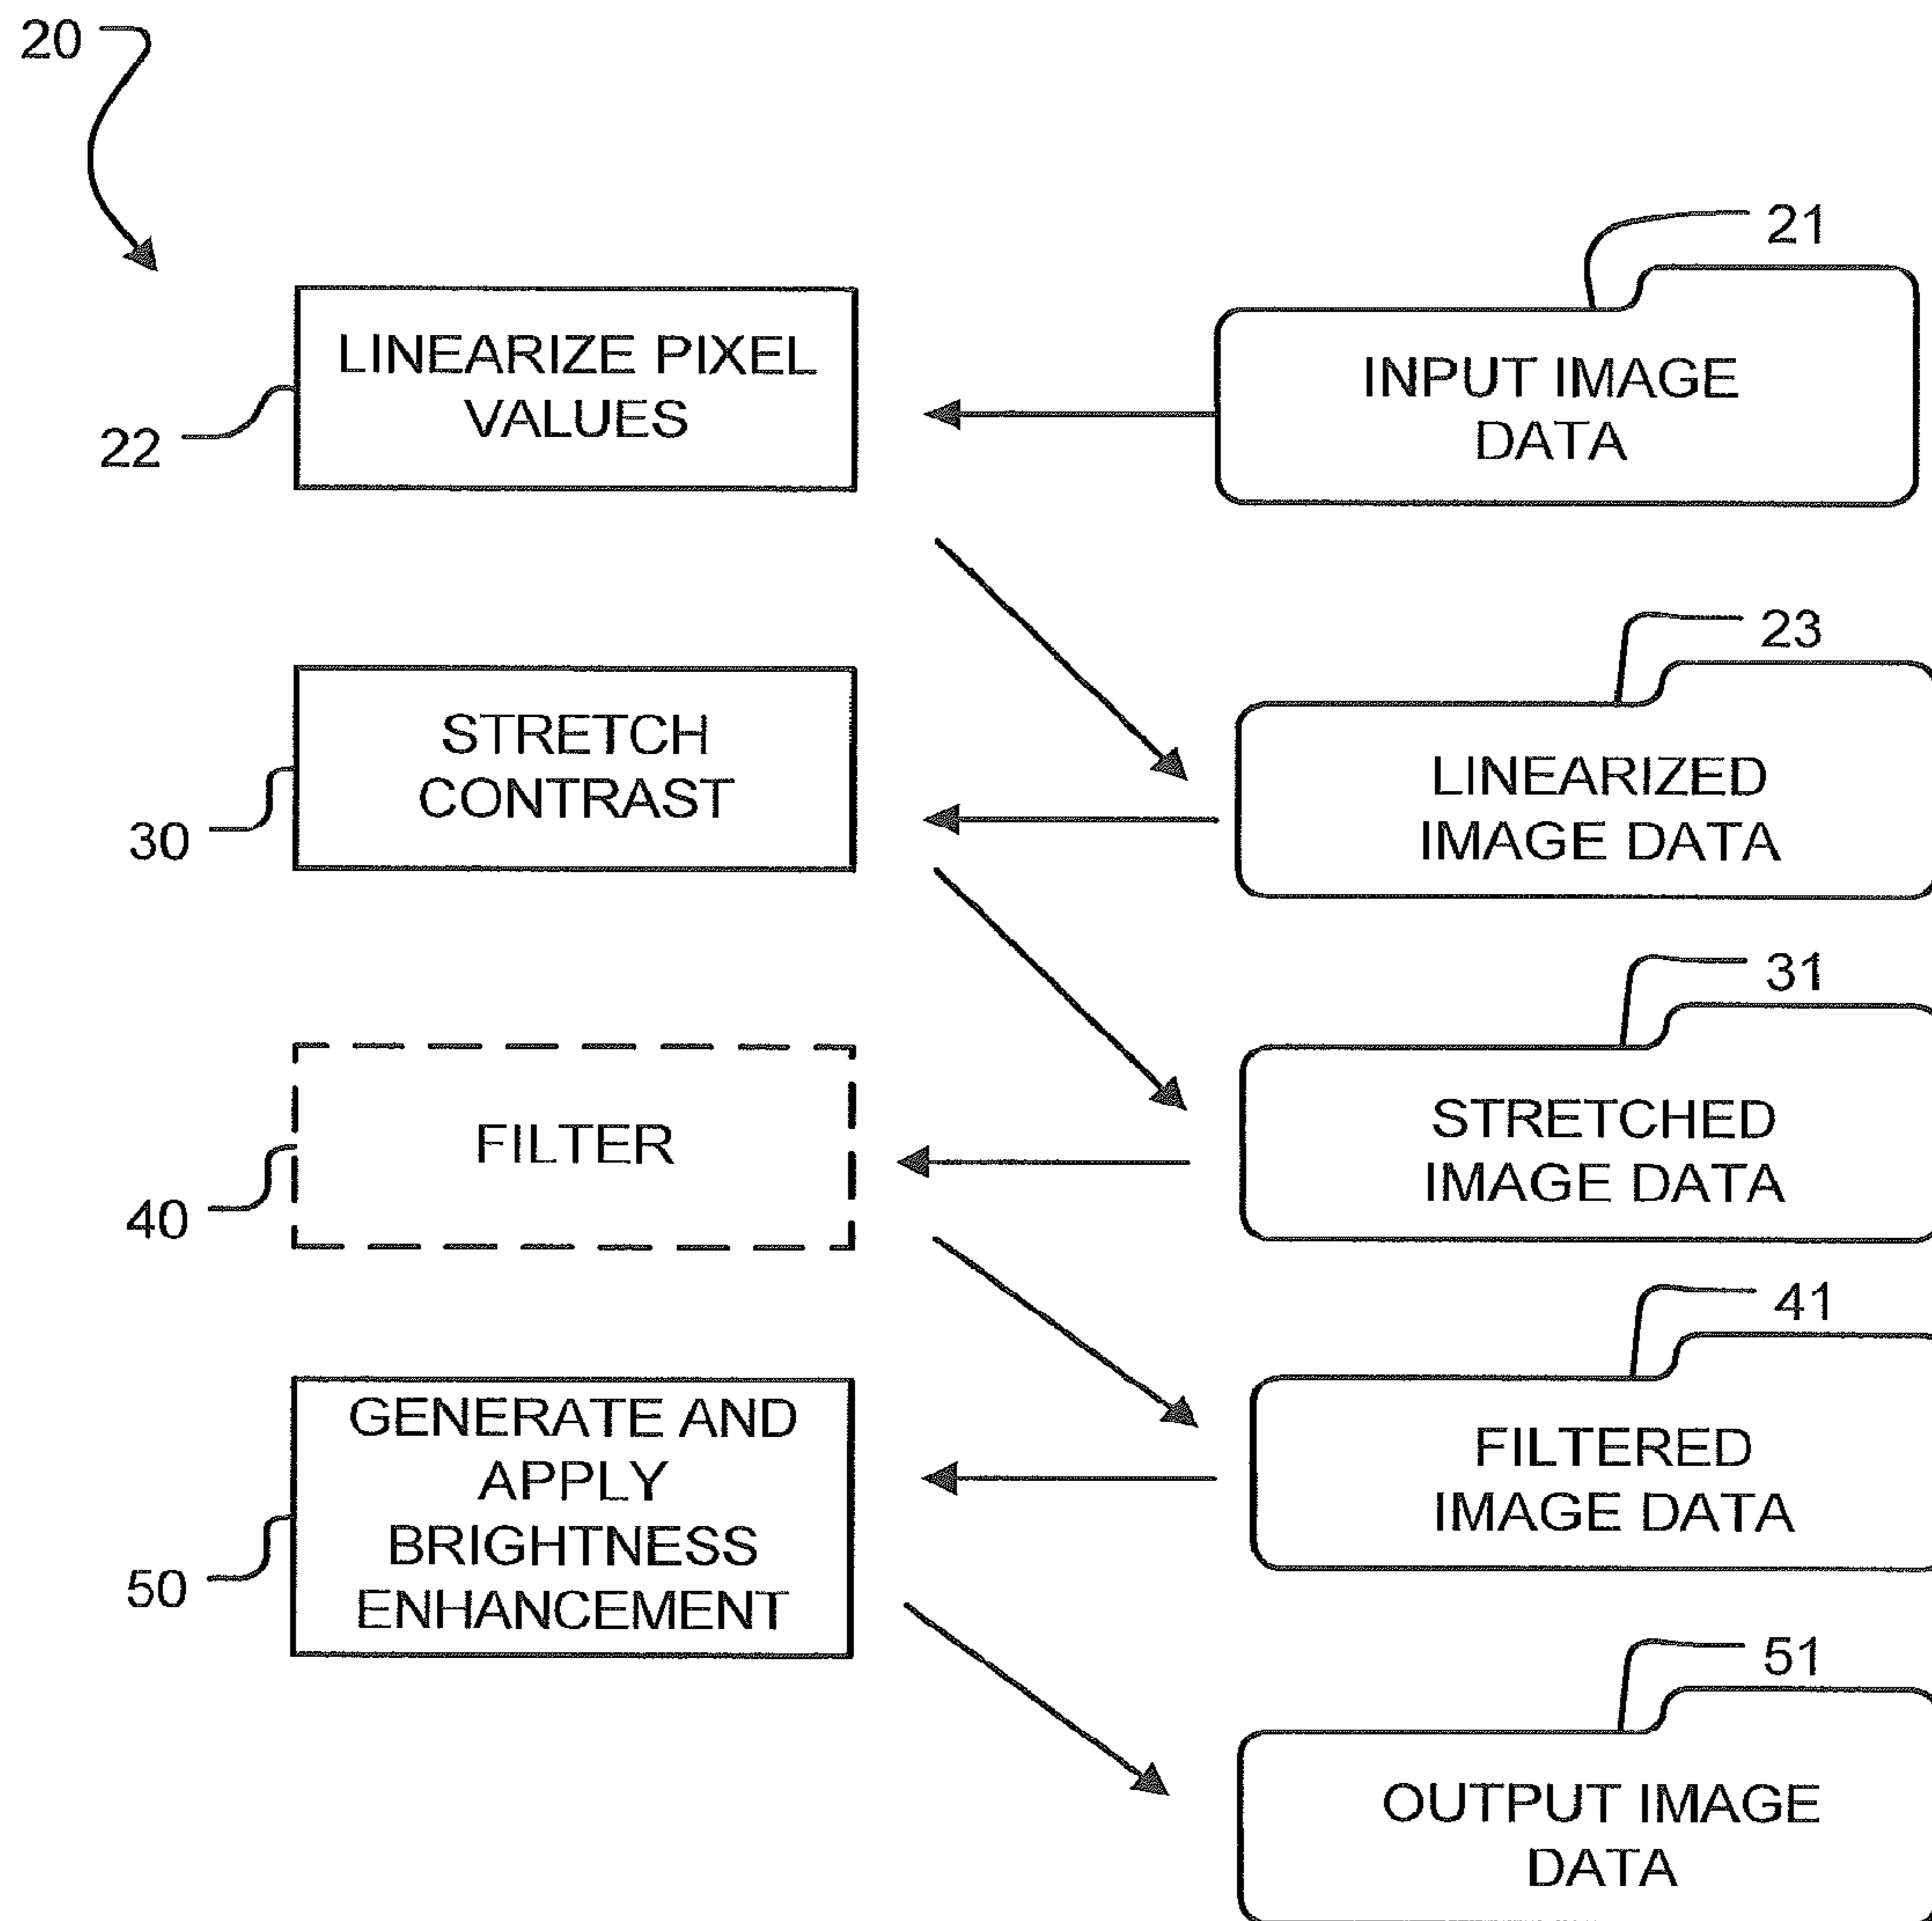 20
21
LINEARIZE PIXEL
VALUES
INPUT IMAGE
DATA
22
23
STRETCH
CONTRAST
LINEARIZED
IMAGE DATA
30
31
FILTER
STRETCHED
IMAGE DATA
40
41
GENERATE AND
APPLY
BRIGHTNESS
ENHANCEMENT
FILTERED
IMAGE DATA
50
51
OUTPUT IMAGE
DATA